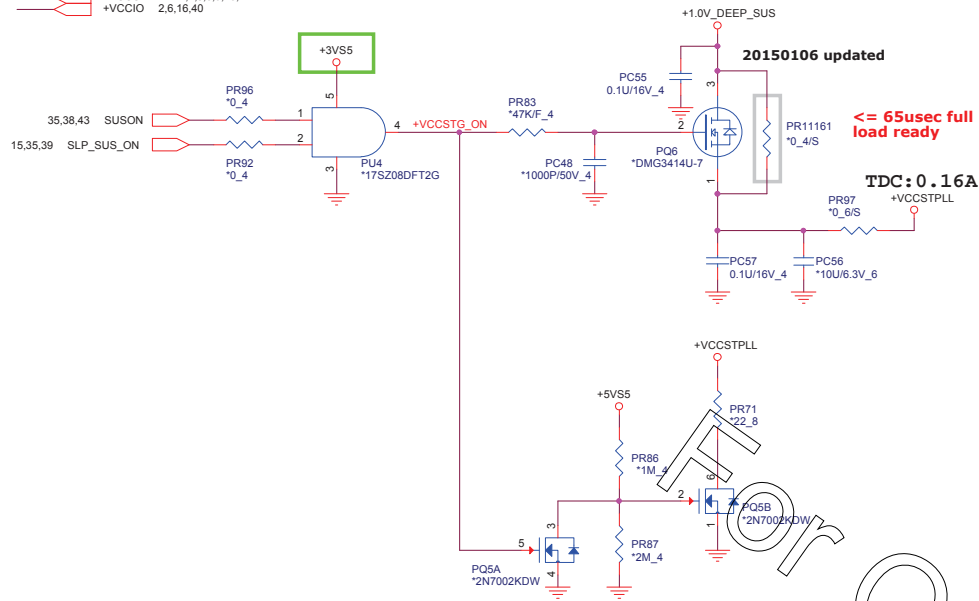 +VCCIO 2,6,16,40
+1.0V_DEEP_SUS
20150106 updated
+3VS5
PC55
0.1U/16V_4
3
PR96
*0_4
5
35,38,43 SUSON
1
15,35,39 SLP_SUS_ON
2
PR92
*0_4
4
+VCCSTG_ON
3
PU4
*17SZ08DFT2G
PR83
*47K/F_4
PC48
*1000P/50V_4
2
PQ6
*DMG3414U-7
1
PR11161
*0_4/S
<= 65usec full
load ready
TDC:0.16A
+VCCSTPLL
PR97
*0_6/S
PC57
0.1U/16V_4
PC56
*10U/6.3V_6
+VCCSTPLL
PR71
*22_8
+5VS5
PR86
*1M_4
6
2
PQ5B
*2N7002KDW
1
3
5
4
PQ5A
*2N7002KDW
PR87
*2M_4
For